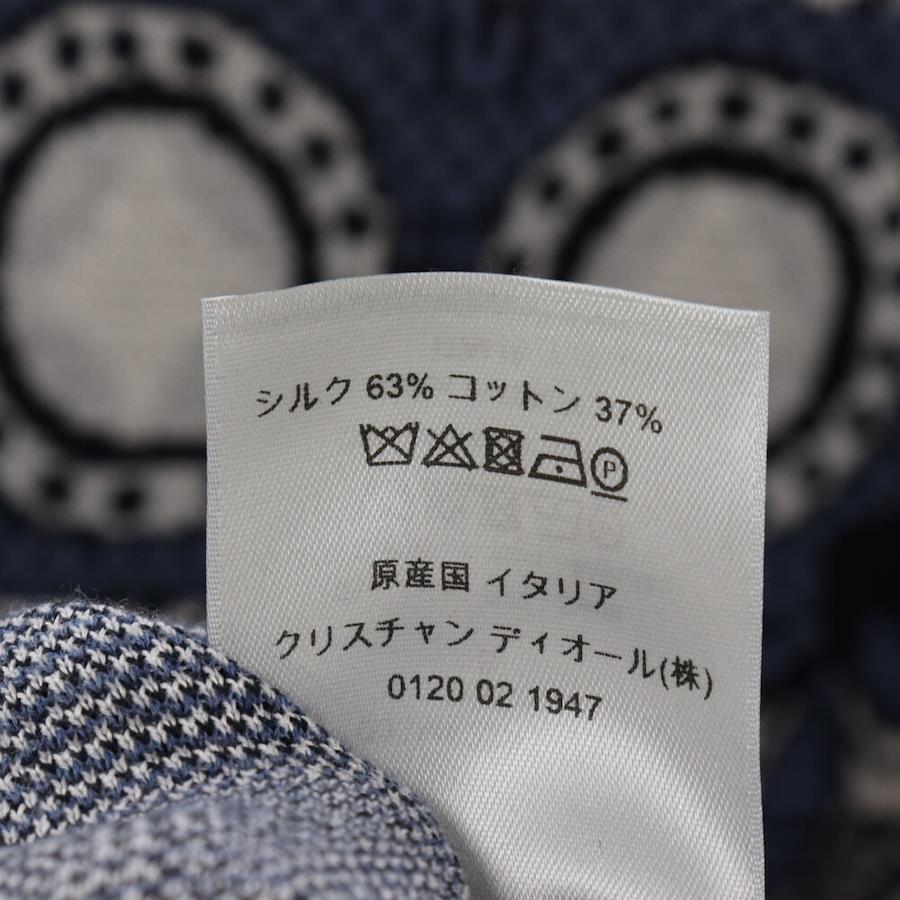 シルク 63% コットン 37%
P
原産国 イタリア
クリスチャン ディオール(株)
0120 02 1947